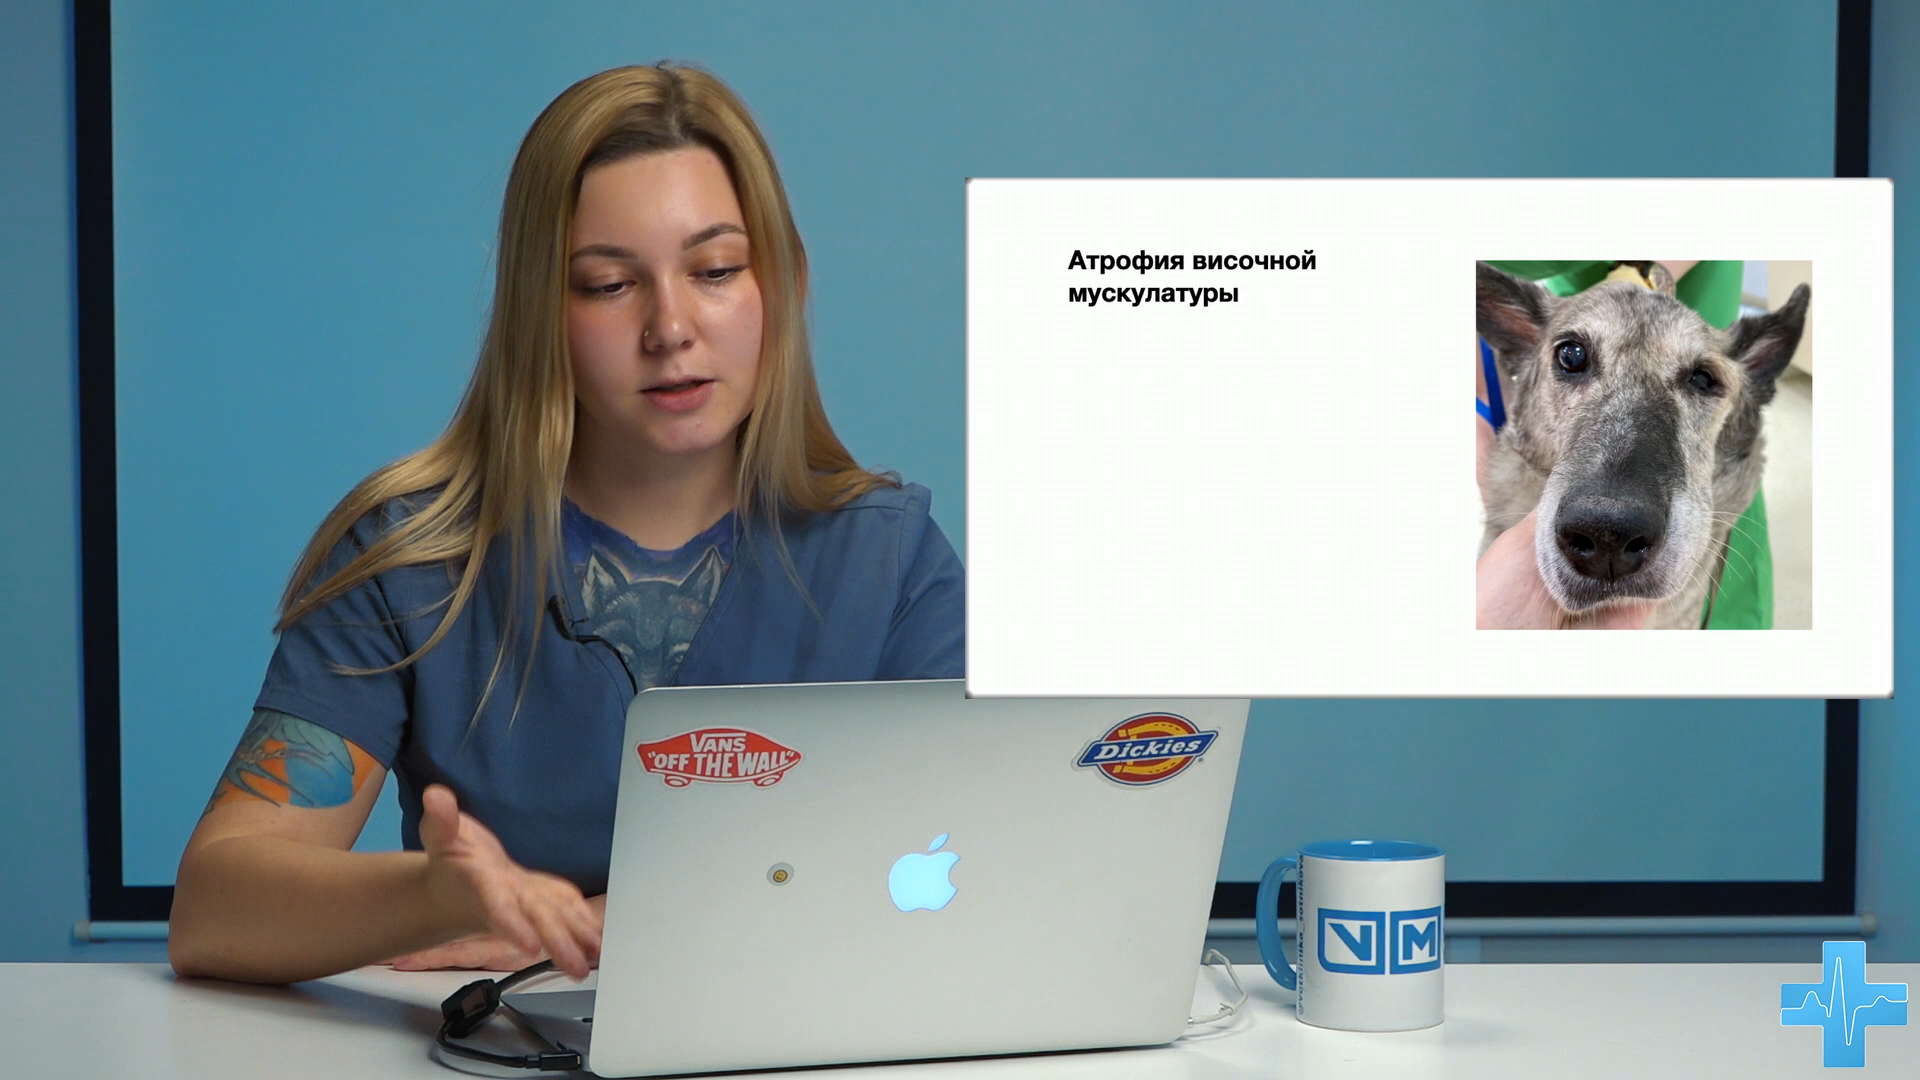 Атрофия височной
мускулатуры
VANS
"OFF THE WALL"
Dickies
VM